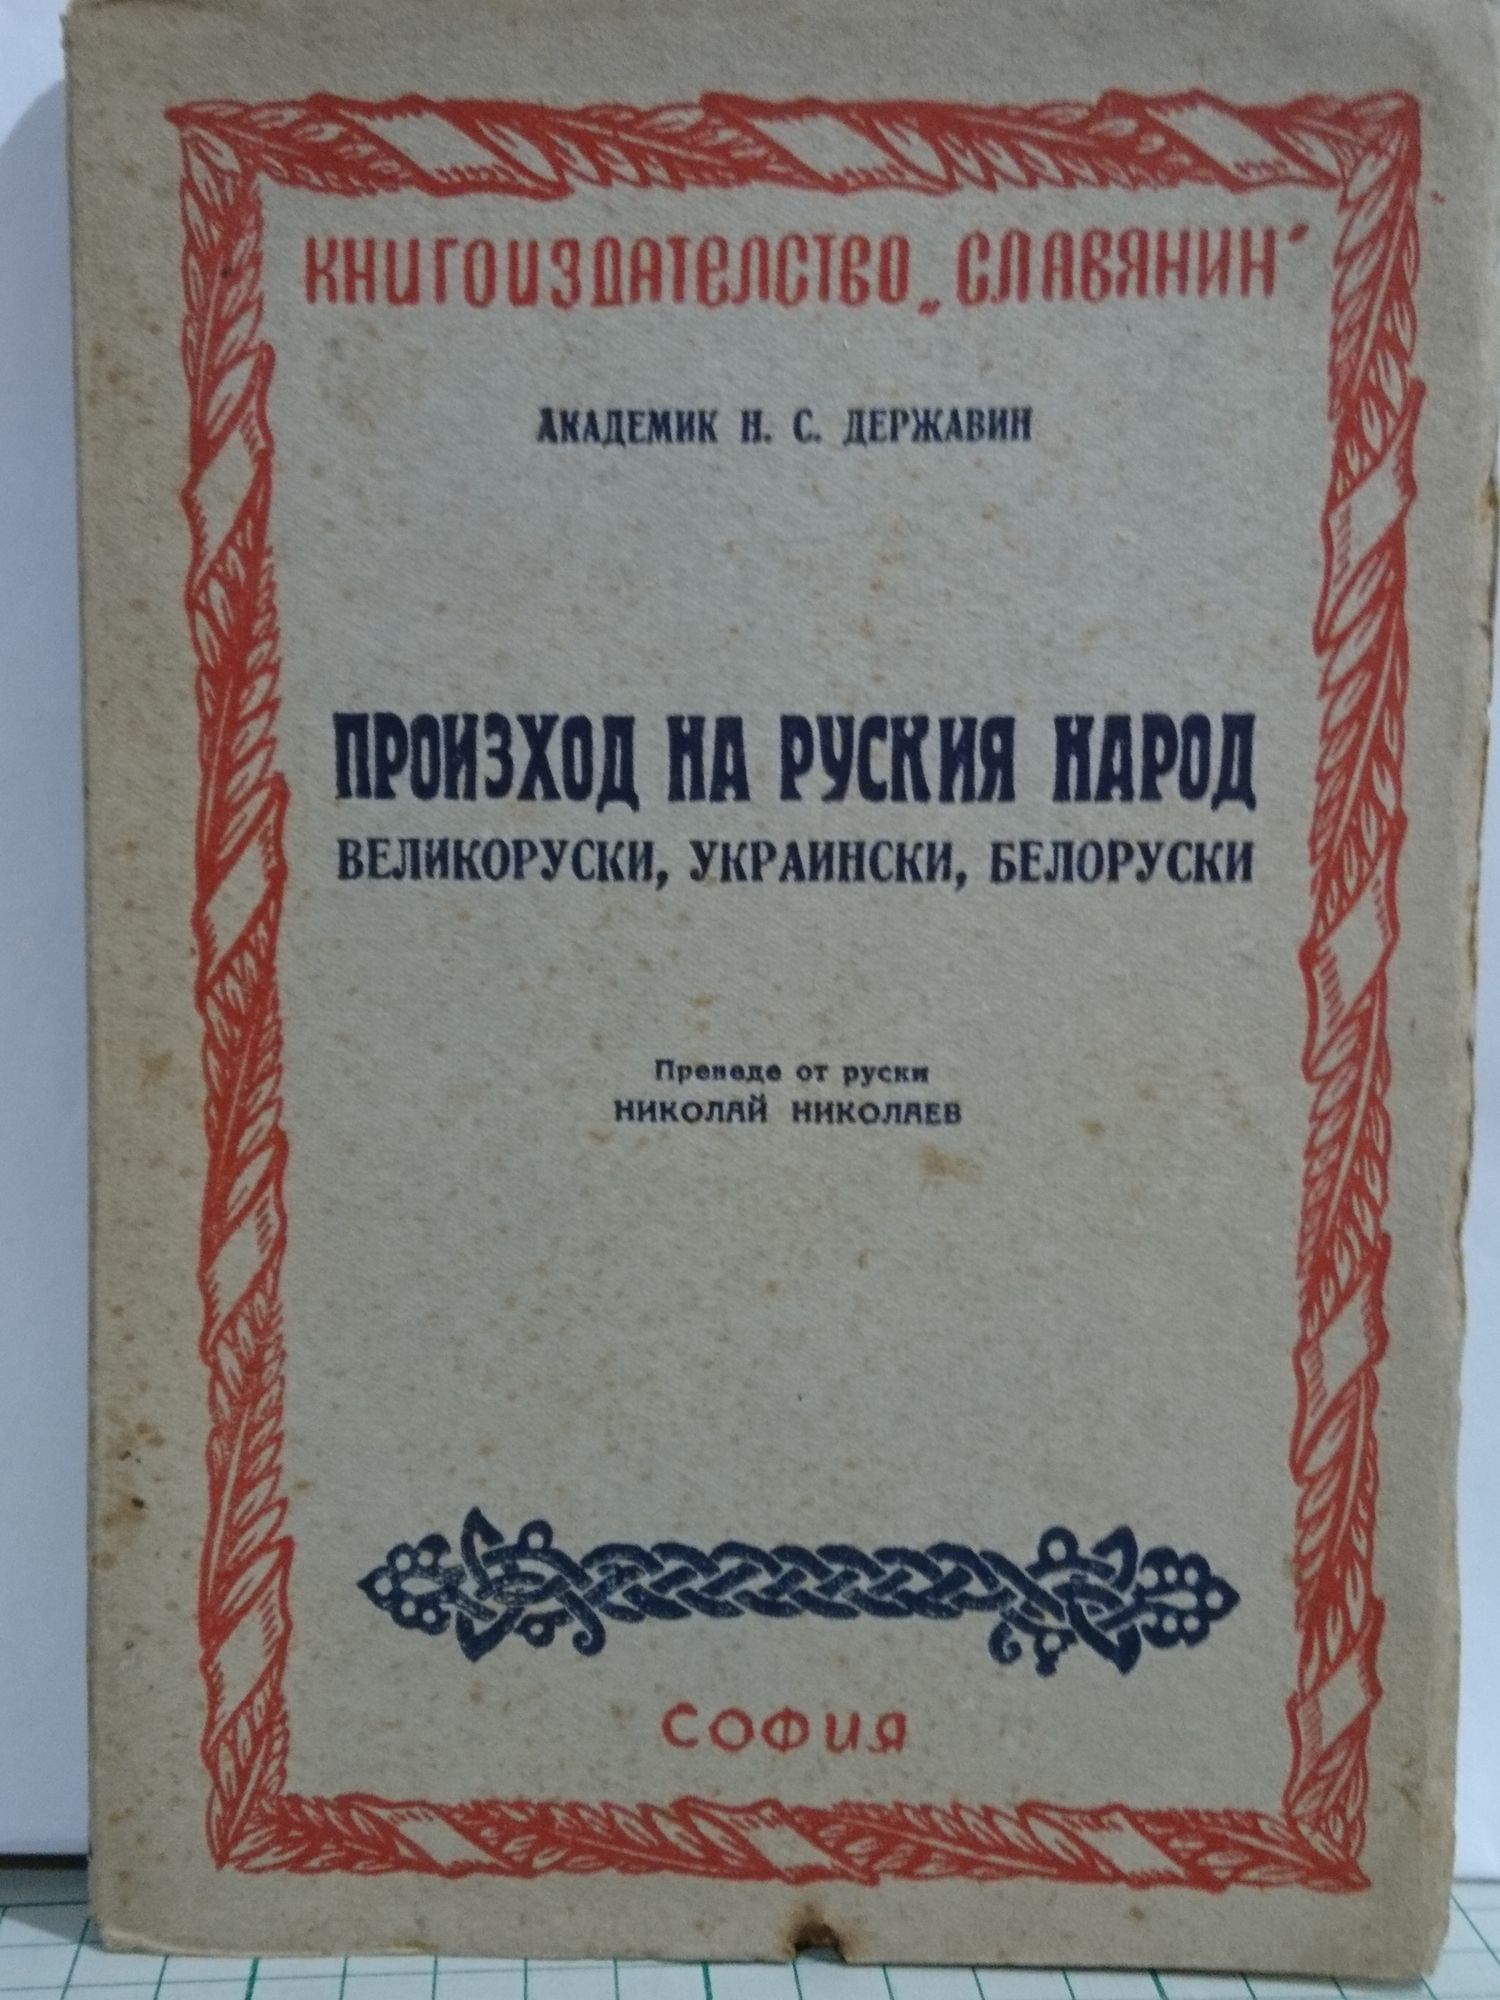 КНИГОИЗДАТЕЛСТВО „СЛАВЯНИН"
АКАДЕМИК Н. С. ДЕРЖАВИН
ПРОИЗХОД НА РУСКИЯ НАРОД
ВЕЛИКОРУСКИ, УКРАИНСКИ, БЕЛОРУСКИ
Преведе от руски
НИКОЛАЙ НИКОЛАЕВ
СОФИЯ